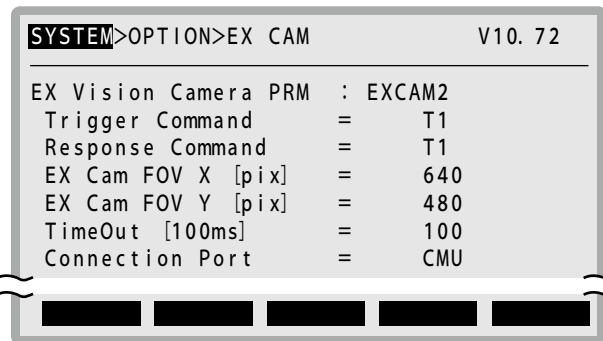 SYSTEM>OPTION>EX CAM V10. 72
EX Vision Camera PRM : EXCAM2
Trigger Command = T1
Response Command = T1
EX Cam FOV X [pix] = 640
EX Cam FOV Y [pix] = 480
TimeOut [100ms] = 100
Connection Port = CMU